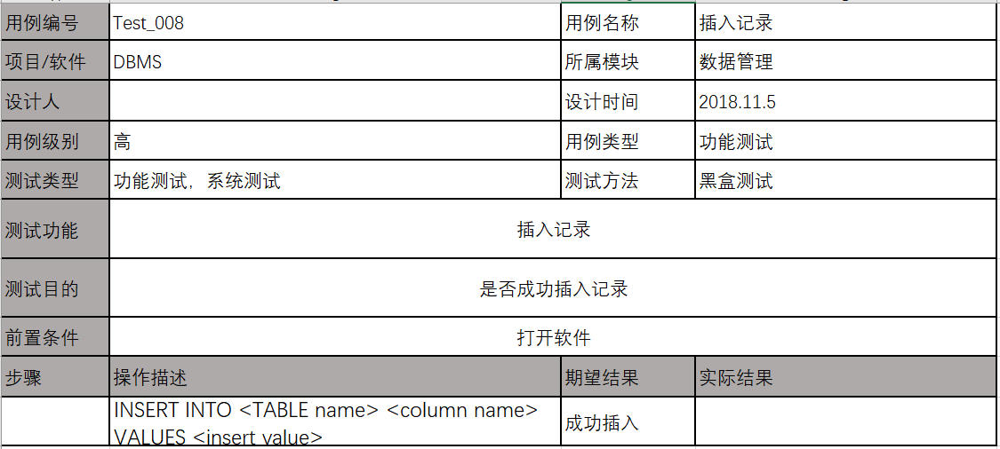 用例编号 Test_008 用例名称 插入记录
项目/软件 DBMS 所属模块 数据管理
设计人 设计时间 2018.11.5
用例级别 高 用例类型 功能测试
测试类型 功能测试，系统测试 测试方法 黑盒测试
测试功能 插入记录
测试目的 是否成功插入记录
前置条件 打开软件
步骤 操作描述 期望结果 实际结果
INSERT INTO <TABLE name> <column name>
VALUES <insert value>
成功插入